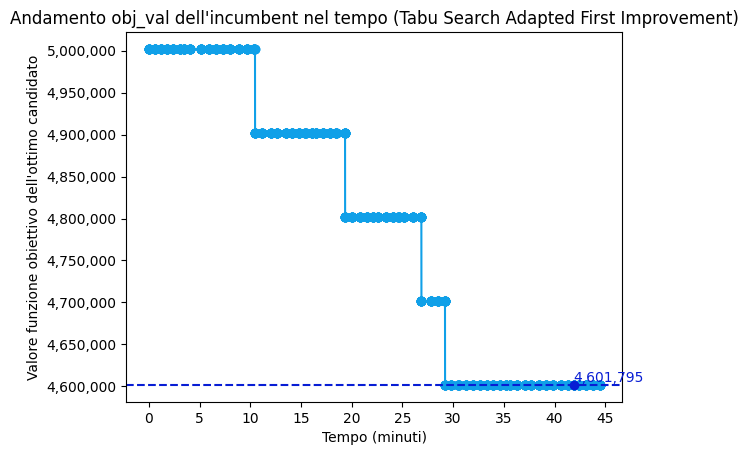 Andamento obj_val dell'incumbent nel tempo (Tabu Search Adapted First Improvement)
Valore funzione obiettivo dell'ottimo candidato
5,000,000
4,950,000
4,900,000
4,850,000
4,800,000
4,750,000
4,700,000
4,650,000
4,600,000
4,601,795
0 5 10 15 20 25 30 35 40 45
Tempo (minuti)